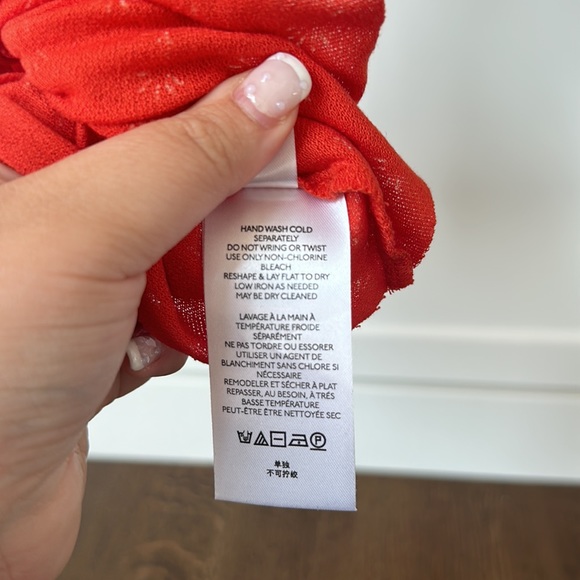 HAND WASH COLD
SEPARATELY
DO NOT WRING OR TWIST
USE ONLY NON-CHLORINE
BLEACH
RESHAPE & LAY FLAT TO DRY
LOW IRON AS NEEDED
MAY BE DRY CLEANED
LAVAGE À LA MAIN À
TEMPÉRATURE FROIDE
SÉPARÉMENT
NE PAS TORDRE OU ESSORER
UTILISER UN AGENT DE
BLANCHIMENT SANS CHLORE SI
NÉCESSAIRE
REMODELER ET SÉCHER À PLAT
REPASSER, AU BESOIN, À TRÉS
BASSE TEMPÉRATURE
PEUT-ÊTRE ÊTRE NETTOYÉE SEC
P
单独
不可拧绞